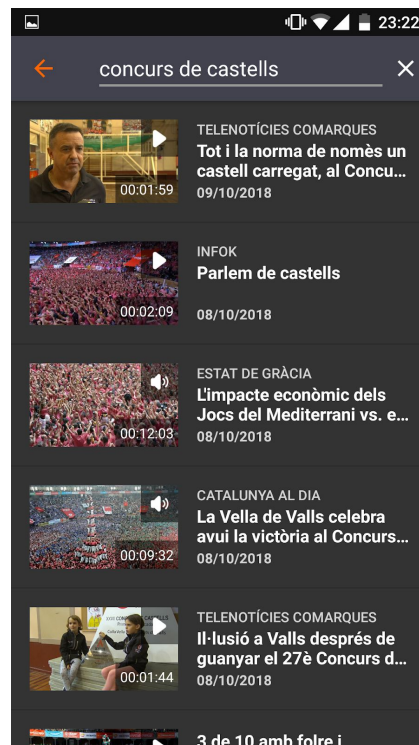 23:22
concurs de castells
TELENOTÍCIES COMARQUES
Tot i la norma de nomès un
castell carregat, al Concu...
00:01:59
09/10/2018
INFOK
Parlem de castells
00:02:09
08/10/2018
ESTAT DE GRÀCIA
L'impacte econòmic dels
Jocs del Mediterrani vs. e...
00:12:03
08/10/2018
CATALUNYA AL DIA
La Vella de Valls celebra
avui la victòria al Concurs...
00:09:32
08/10/2018
TELENOTÍCIES COMARQUES
Il·lusió a Valls després de
guanyar el 27è Concurs d...
00:01:44
08/10/2018
3 de 10 amb folre i